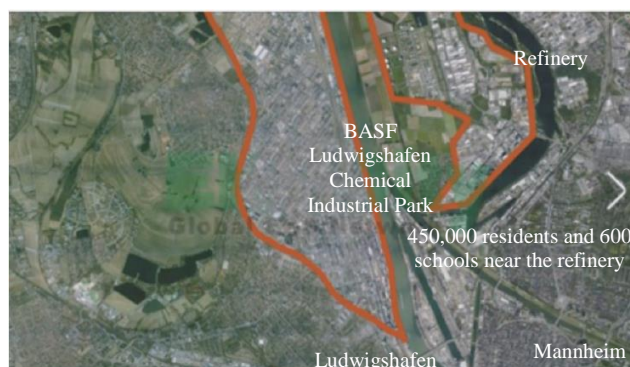 Refinery
BASF
Ludwigshafen
Chemical
Industrial Park
450,000 residents and 600
schools near the refinery
Ludwigshafen
Mannheim